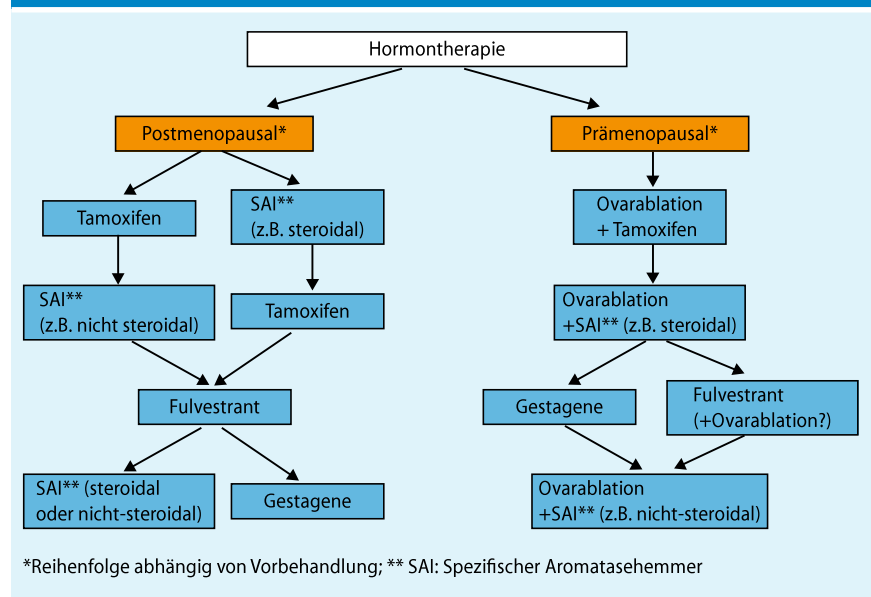 Hormontherapie
Postmenopausal*
Prämenopausal*
Tamoxifen
SAI**
(z.B. steroidal)
Ovarablation
+ Tamoxifen
SAI**
(z.B. nicht steroidal)
Tamoxifen
Ovarablation
+SAI** (z.B. steroidal)
Fulvestrant
Gestagene
Fulvestrant
(+Ovarablation?)
SAI** (steroidal
oder nicht-steroidal)
Gestagene
Ovarablation
+SAI** (z.B. nicht-steroidal)
*Reihenfolge abhängig von Vorbehandlung; ** SAI: Spezifischer Aromatasehemmer